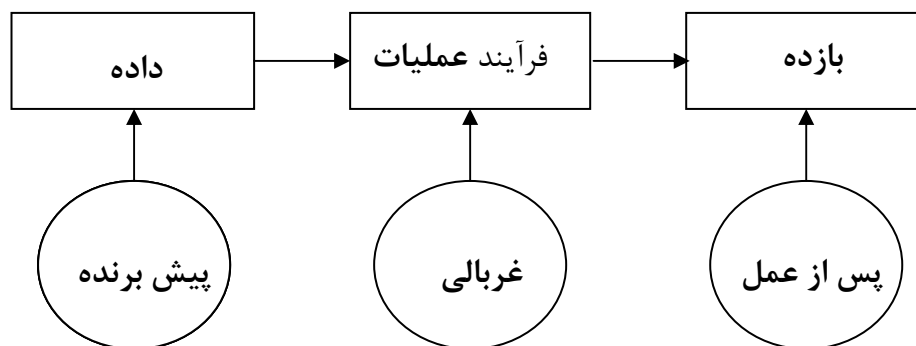 داده
فرآیند عملیات
بازده
پیش برنده
غربالی
پس از عمل